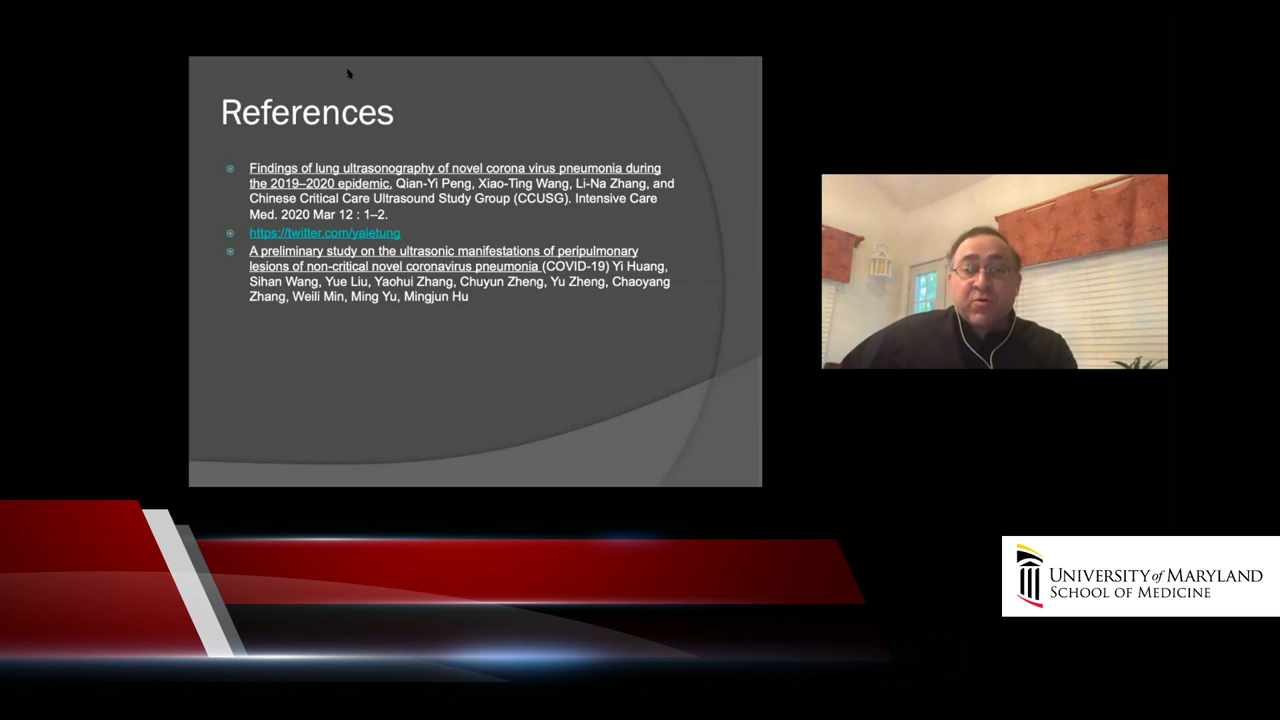 References
Findings of lung ultrasonography of novel corona virus pneumonia during
the 2019–2020 epidemic. Qian-Yi Peng, Xiao-Ting Wang, Li-Na Zhang, and
Chinese Critical Care Ultrasound Study Group (CCUSG). Intensive Care
Med. 2020 Mar 12 : 1–2.
https://twitter.com/yaletung
A preliminary study on the ultrasonic manifestations of peripulmonary
lesions of non-critical novel coronavirus pneumonia (COVID-19) Yi Huang,
Sihan Wang, Yue Liu, Yaohui Zhang, Chuyun Zheng, Yu Zheng, Chaoyang
Zhang, Weili Min, Ming Yu, Mingjun Hu
UNIVERSITY of MARYLAND
SCHOOL OF MEDICINE